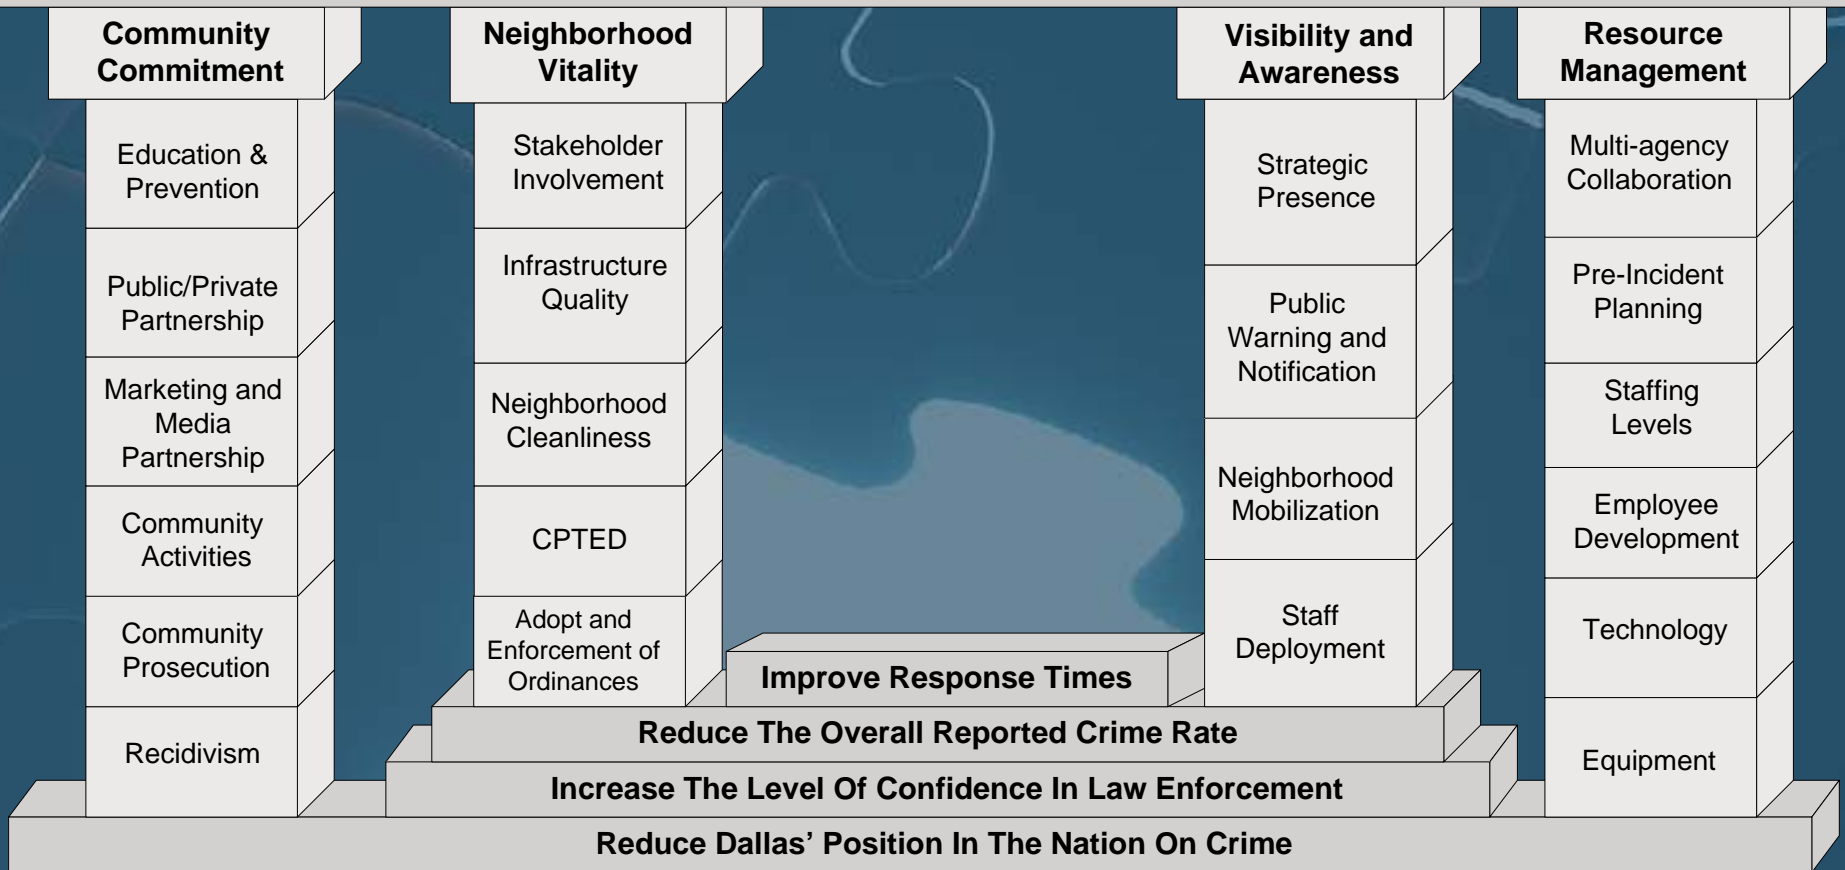 Community
Commitment
Education &
Prevention
Public/Private
Partnership
Marketing and
Media
Partnership
Community
Activities
Community
Prosecution
Recidivism
Neighborhood
Vitality
Stakeholder
Involvement
Infrastructure
Quality
Neighborhood
Cleanliness
CPTED
Adopt and
Enforcement of
Ordinances
Visibility and
Awareness
Strategic
Presence
Public
Warning and
Notification
Neighborhood
Mobilization
Staff
Deployment
Resource
Management
Multi-agency
Collaboration
Pre-Incident
Planning
Staffing
Levels
Employee
Development
Technology
Equipment
Improve Response Times
Reduce The Overall Reported Crime Rate
Increase The Level Of Confidence In Law Enforcement
Reduce Dallas’ Position In The Nation On Crime